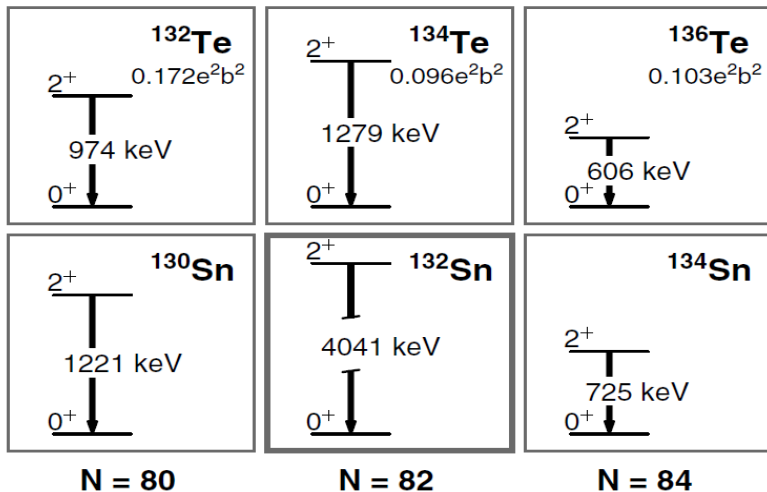 ¹³²Te
0.172e²b²
2⁺
974 keV
0⁺
¹³⁴Te
0.096e²b²
2⁺
1279 keV
0⁺
¹³⁶Te
0.103e²b²
2⁺
606 keV
0⁺
¹³⁰Sn
2⁺
1221 keV
0⁺
¹³²Sn
2⁺
4041 keV
0⁺
¹³⁴Sn
2⁺
725 keV
0⁺
N = 80
N = 82
N = 84